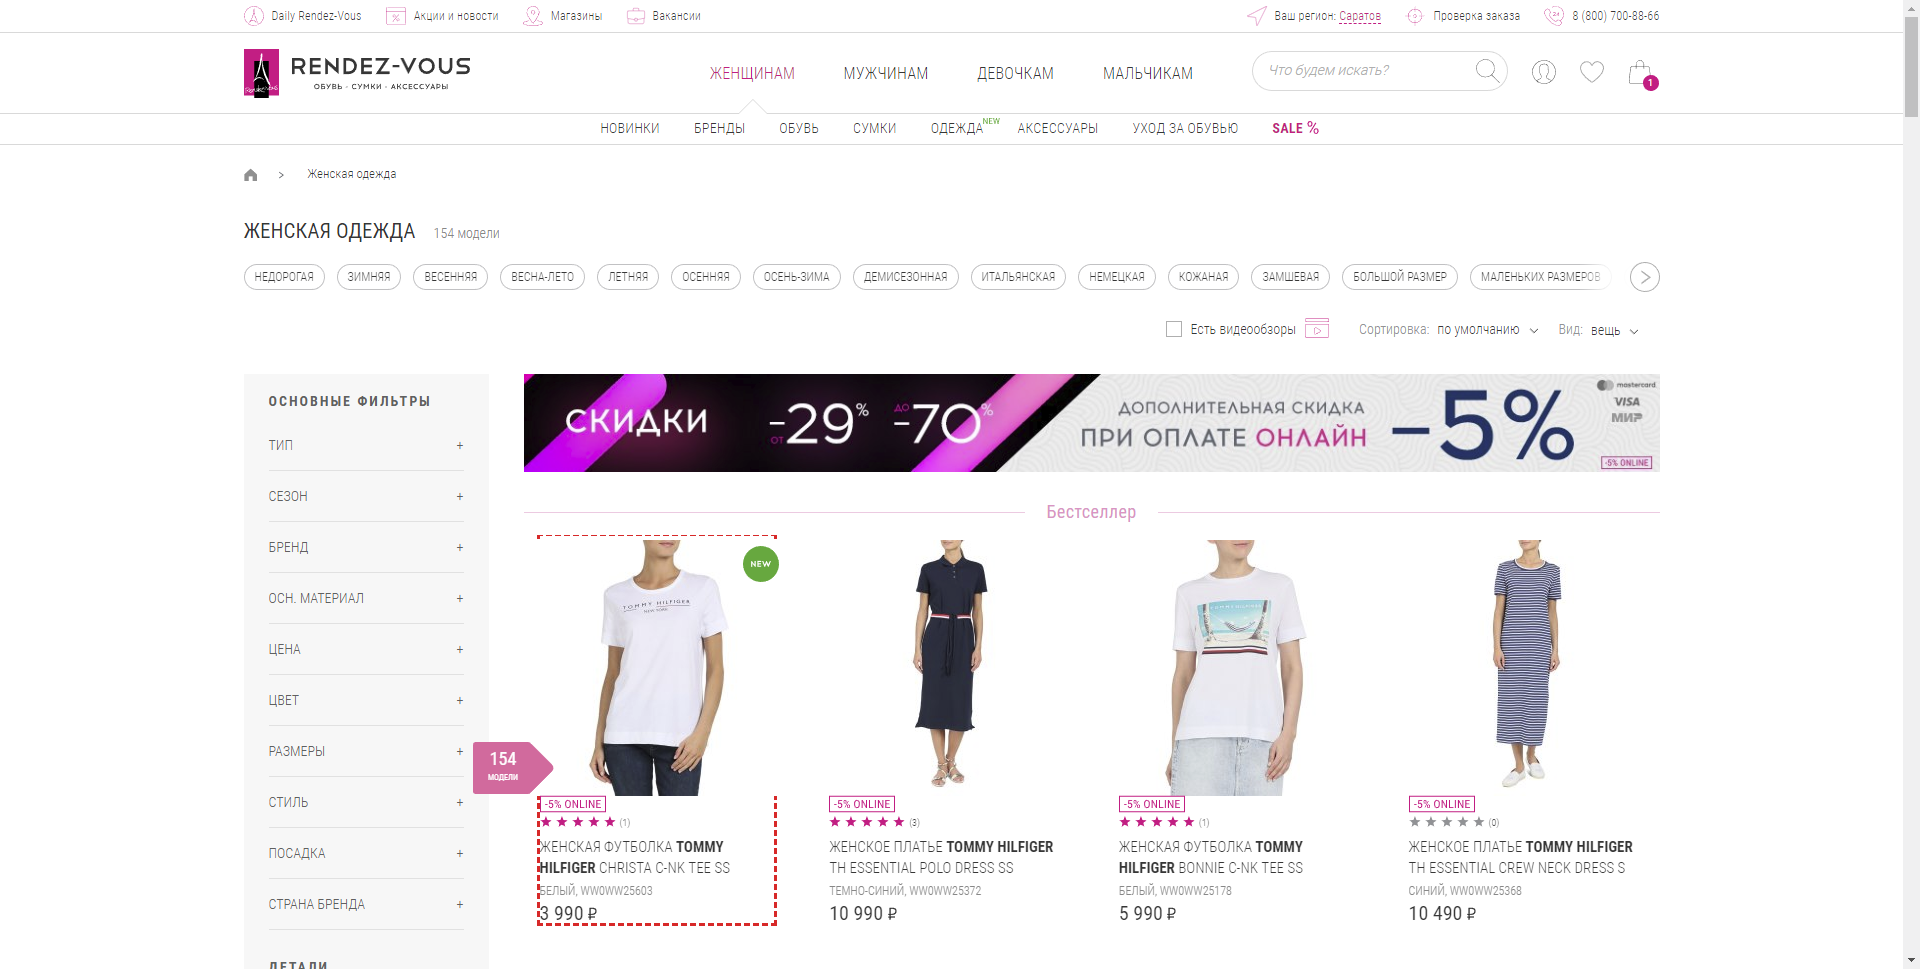 Daily Rendez-Vous
Акции и новости
Магазины
Вакансии
Ваш регион: Саратов
Проверка заказа
8 (800) 700-88-66
RENDEZ-VOUS
ОБУВЬ · СУМКИ · АКСЕССУАРЫ
ЖЕНЩИНАМ
МУЖЧИНАМ
ДЕВОЧКАМ
МАЛЬЧИКАМ
Что будем искать?
1
НОВИНКИ
БРЕНДЫ
ОБУВЬ
СУМКИ
ОДЕЖДА NEW
АКСЕССУАРЫ
УХОД ЗА ОБУВЬЮ
SALE %
> Женская одежда
ЖЕНСКАЯ ОДЕЖДА 154 модели
НЕДОРОГАЯ
ЗИМНЯЯ
ВЕСЕННЯЯ
ВЕСНА-ЛЕТО
ЛЕТНЯЯ
ОСЕННЯЯ
ОСЕНЬ-ЗИМА
ДЕМИСЕЗОННАЯ
ИТАЛЬЯНСКАЯ
НЕМЕЦКАЯ
КОЖАНАЯ
ЗАМШЕВАЯ
БОЛЬШОЙ РАЗМЕР
МАЛЕНЬКИХ РАЗМЕРОВ
Есть видеообзоры
Сортировка: по умолчанию
Вид: вещь
ОСНОВНЫЕ ФИЛЬТРЫ
ТИП +
СЕЗОН +
БРЕНД +
ОСН. МАТЕРИАЛ +
ЦЕНА +
ЦВЕТ +
РАЗМЕРЫ +
СТИЛЬ +
ПОСАДКА +
СТРАНА БРЕНДА +
ДЕТАЛИ
154
МОДЕЛИ
СКИДКИ ОТ -29% ДО -70%
ДОПОЛНИТЕЛЬНАЯ СКИДКА
ПРИ ОПЛАТЕ ОНЛАЙН
-5%
mastercard
VISA
МИР
-5% ONLINE
Бестселлер
NEW
TOMMY HILFIGER
NEW YORK
-5% ONLINE
(1)
ЖЕНСКАЯ ФУТБОЛКА TOMMY
HILFIGER CHRISTA C-NK TEE SS
БЕЛЫЙ, WW0WW25603
3 990 ₽
-5% ONLINE
(3)
ЖЕНСКОЕ ПЛАТЬЕ TOMMY HILFIGER
TH ESSENTIAL POLO DRESS SS
ТЕМНО-СИНИЙ, WW0WW25372
10 990 ₽
-5% ONLINE
(1)
ЖЕНСКАЯ ФУТБОЛКА TOMMY
HILFIGER BONNIE C-NK TEE SS
БЕЛЫЙ, WW0WW25178
5 990 ₽
-5% ONLINE
(0)
ЖЕНСКОЕ ПЛАТЬЕ TOMMY HILFIGER
TH ESSENTIAL CREW NECK DRESS S
СИНИЙ, WW0WW25368
10 490 ₽